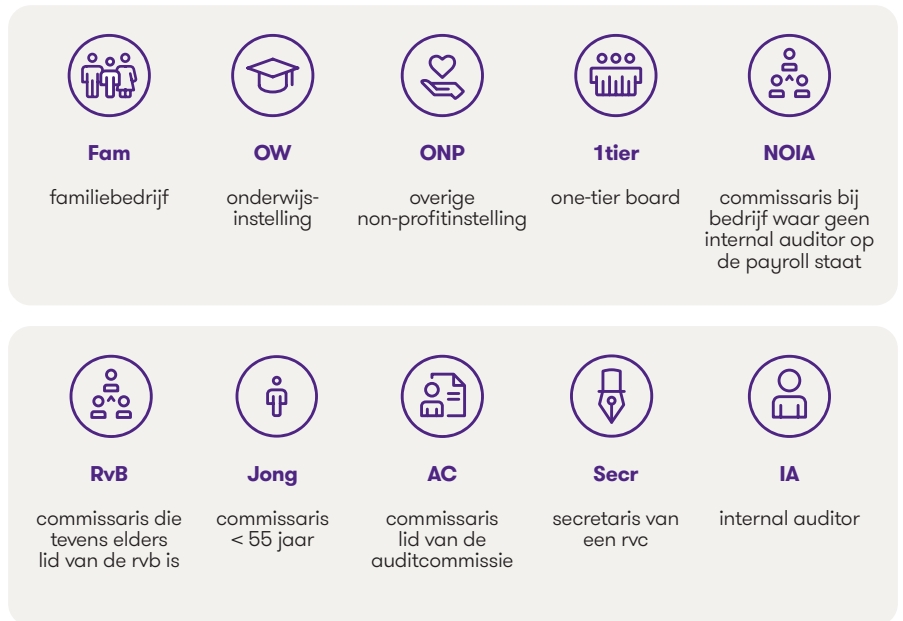 Fam
familiebedrijf
OW
onderwijs-
instelling
ONP
overige
non-profitinstelling
1tier
one-tier board
NOIA
commissaris bij
bedrijf waar geen
internal auditor op
de payroll staat
RvB
commissaris die
tevens elders
lid van de rvb is
Jong
commissaris
< 55 jaar
AC
commissaris
lid van de
auditcommissie
Secr
secretaris van
een rvc
IA
internal auditor